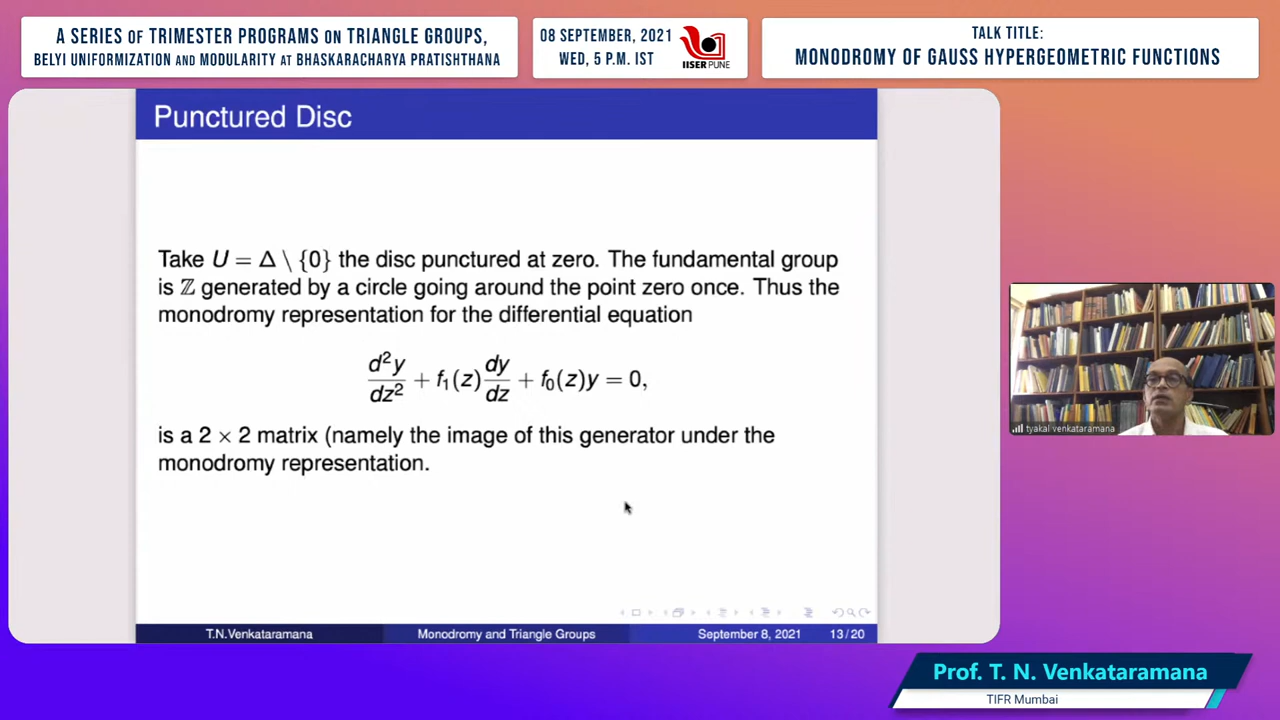 A SERIES OF TRIMESTER PROGRAMS ON TRIANGLE GROUPS,
BELYI UNIFORMIZATION AND MODULARITY AT BHASKARACHARYA PRATISHTHANA
08 SEPTEMBER, 2021
WED, 5 P.M. IST
IISER PUNE
TALK TITLE:
MONODROMY OF GAUSS HYPERGEOMETRIC FUNCTIONS
Punctured Disc
Take U = Δ \ {0} the disc punctured at zero. The fundamental group
is ℤ generated by a circle going around the point zero once. Thus the
monodromy representation for the differential equation
d²y/dz² + f₁(z) dy/dz + f₀(z)y = 0,
is a 2 × 2 matrix (namely the image of this generator under the
monodromy representation.
T.N.Venkataramana Monodromy and Triangle Groups September 8, 2021 13 / 20
tyakal venkataramana
Prof. T. N. Venkataramana
TIFR Mumbai